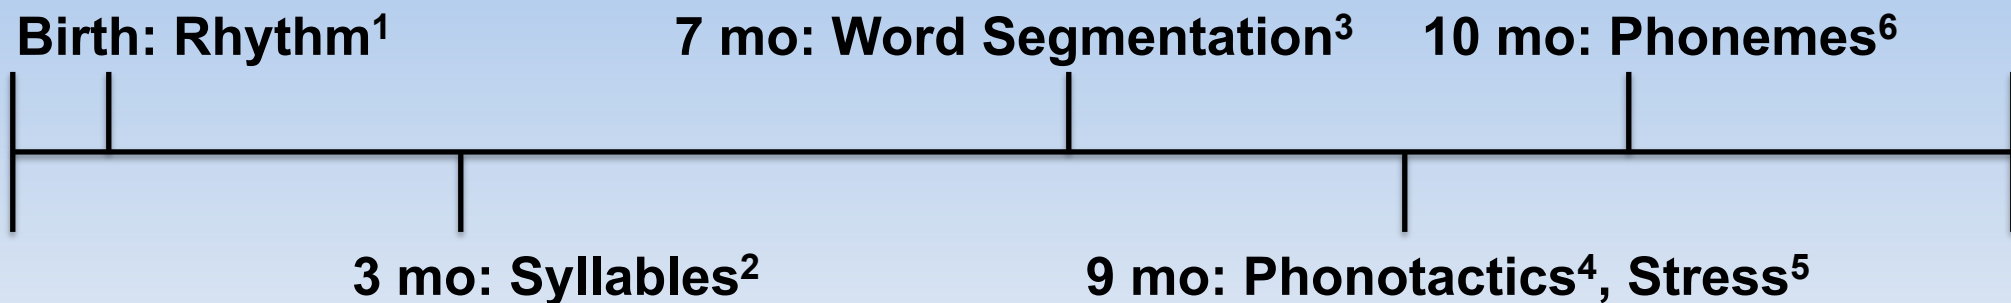 Birth: Rhythm¹ 7 mo: Word Segmentation³ 10 mo: Phonemes⁶
3 mo: Syllables² 9 mo: Phonotactics⁴, Stress⁵